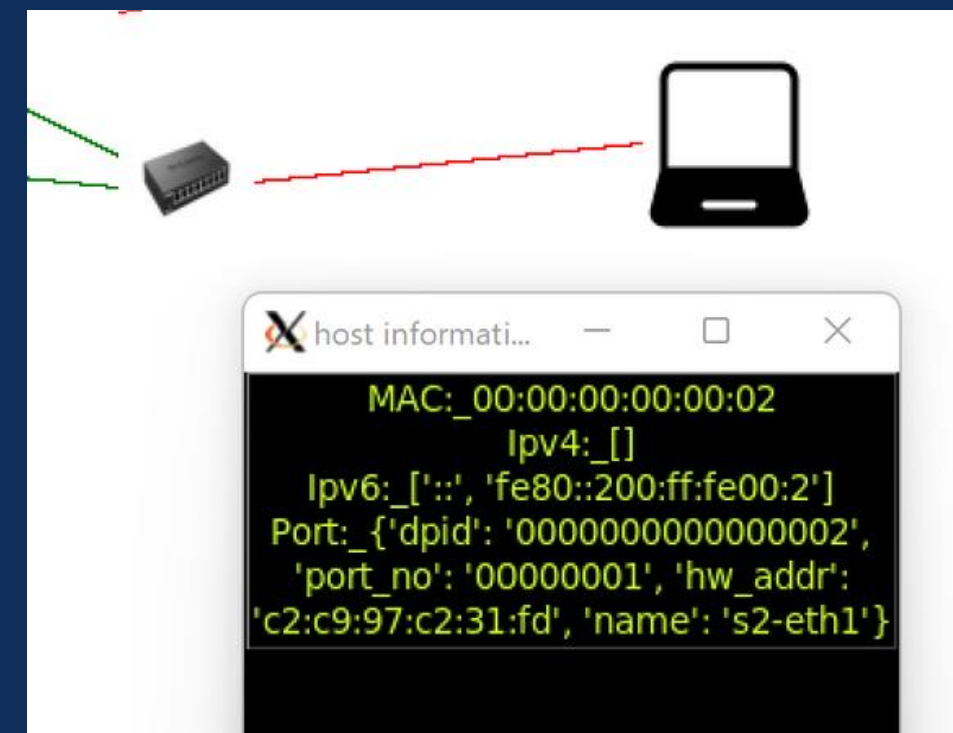 host informati...
MAC:_00:00:00:00:00:02
Ipv4:_[]
Ipv6:_['::', 'fe80::200:ff:fe00:2']
Port:_{'dpid': '0000000000000002',
'port_no': '00000001', 'hw_addr':
'c2:c9:97:c2:31:fd', 'name': 's2-eth1'}